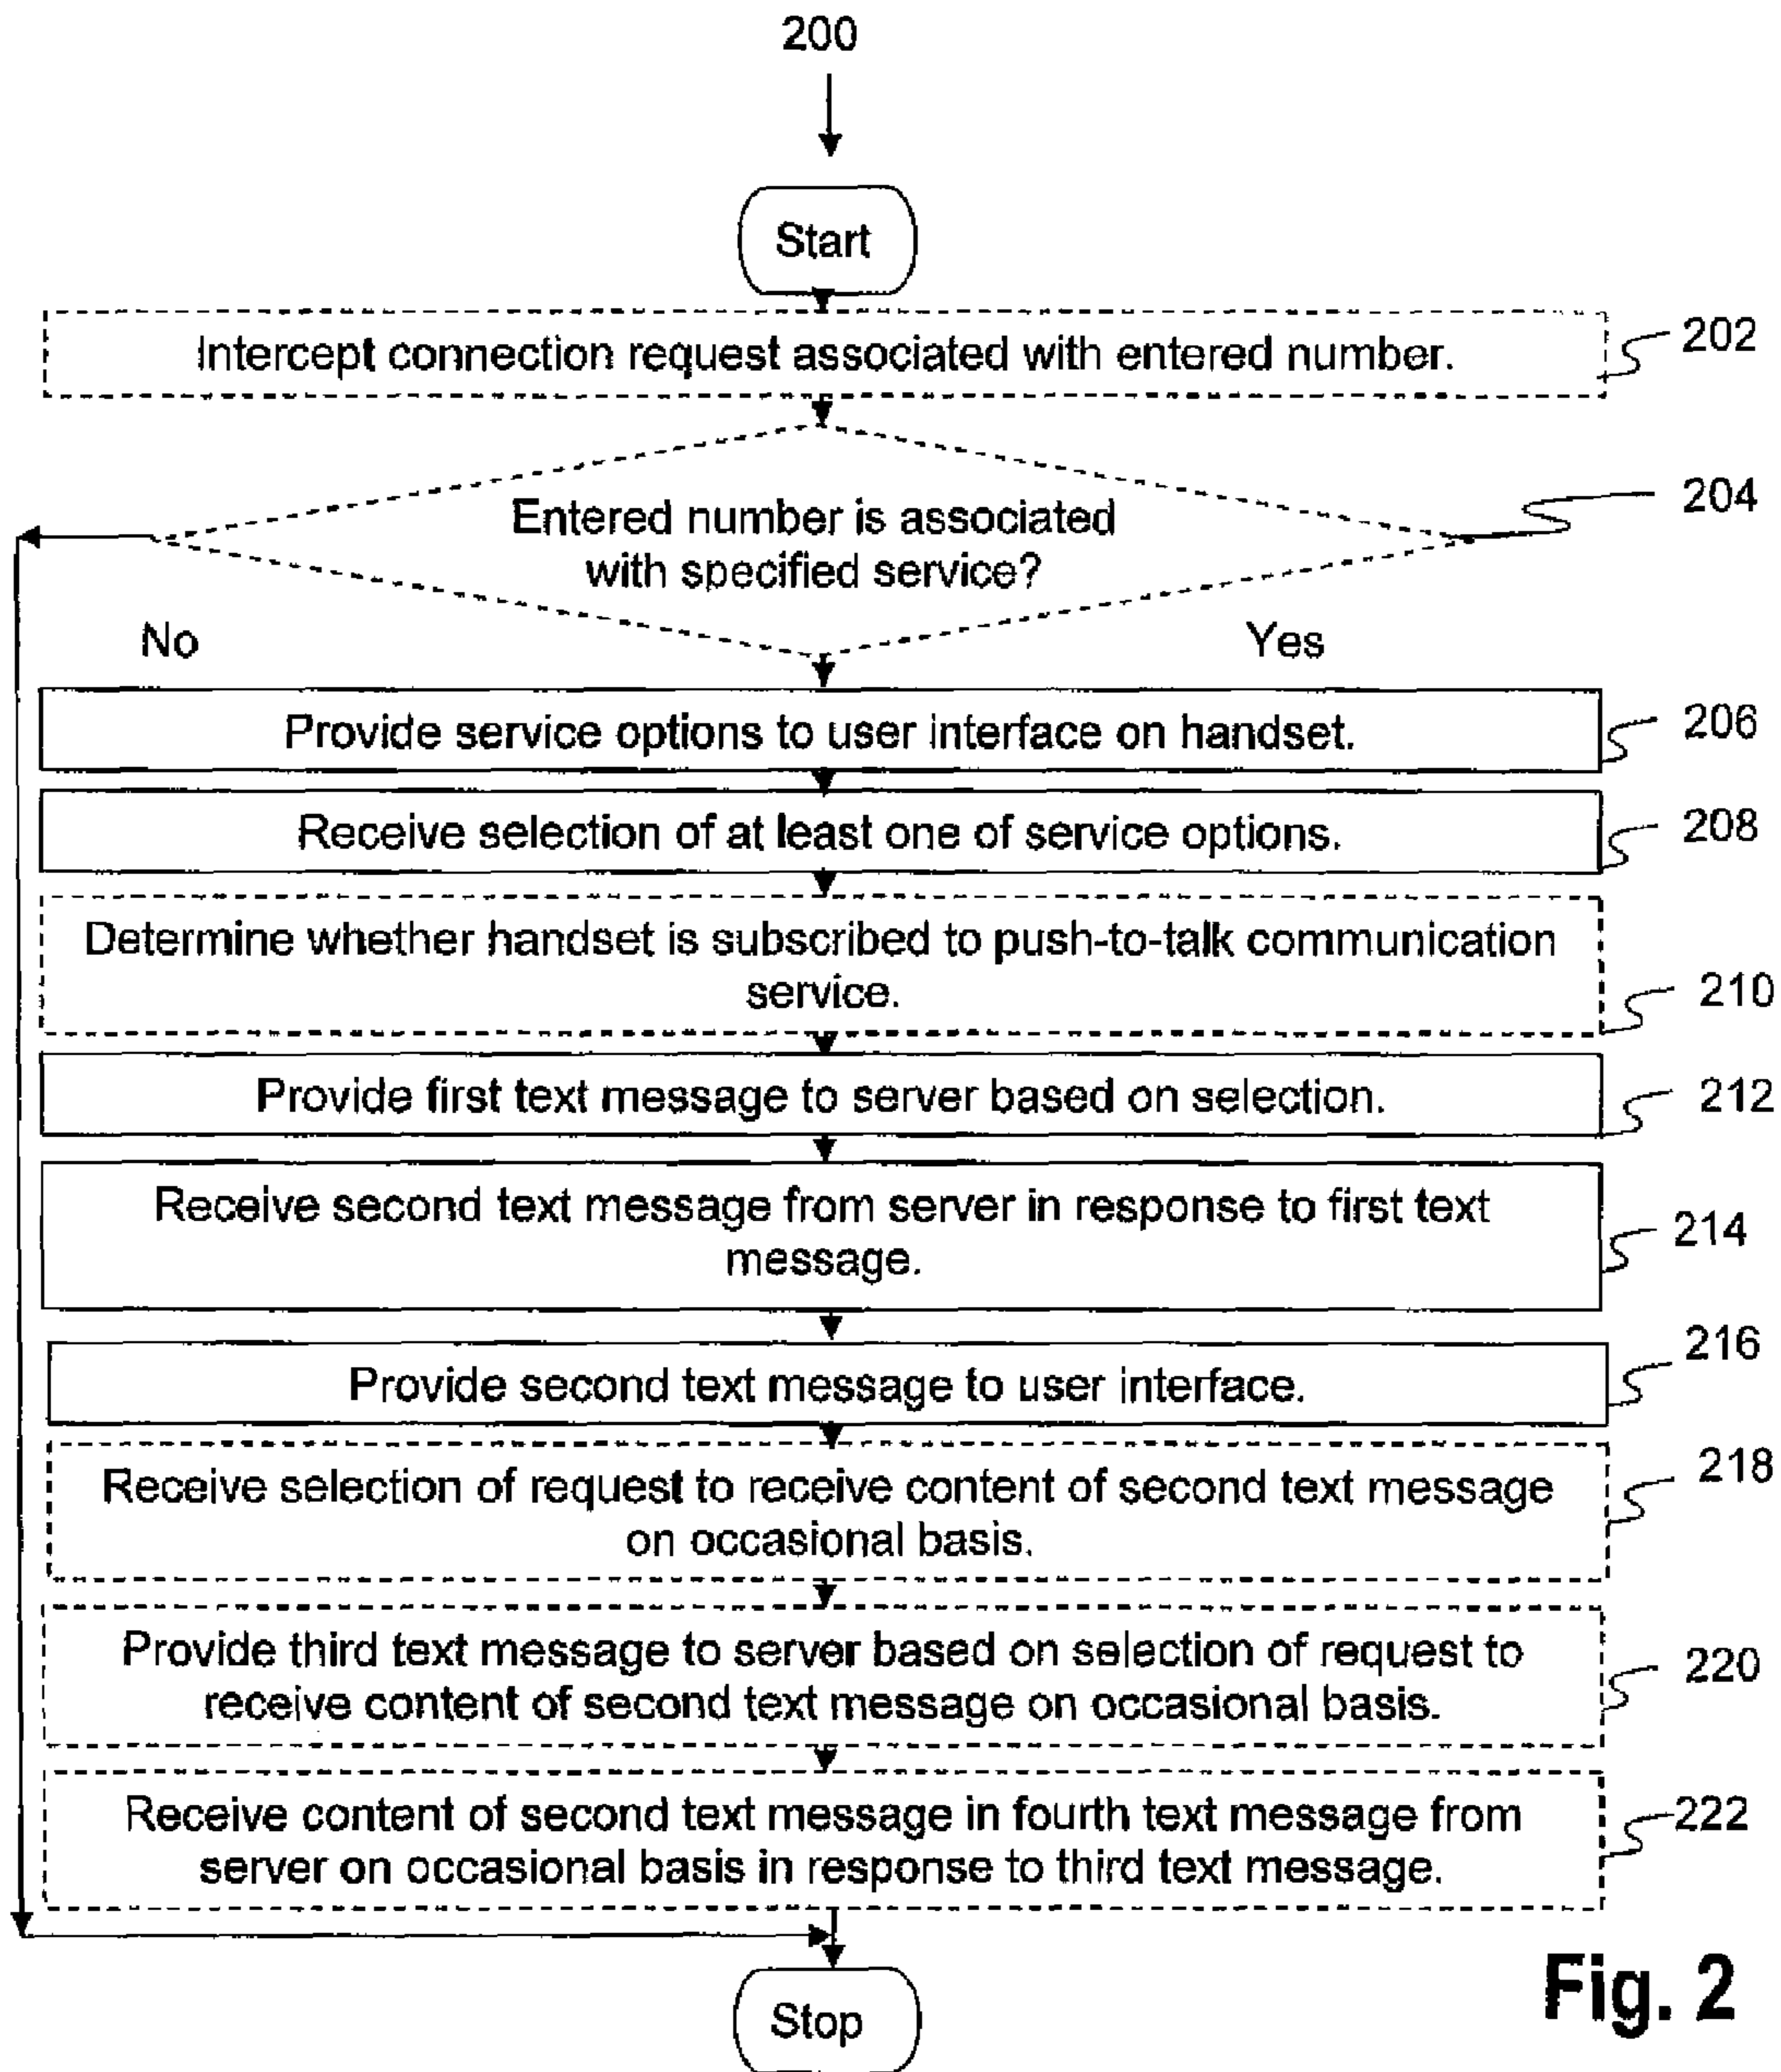 200
Start
Intercept connection request associated with entered number.
202
Entered number is associated
with specified service?
204
No
Yes
Provide service options to user interface on handset.
206
Receive selection of at least one of service options.
208
Determine whether handset is subscribed to push-to-talk communication
service.
210
Provide first text message to server based on selection.
212
Receive second text message from server in response to first text
message.
214
Provide second text message to user interface.
216
Receive selection of request to receive content of second text message
on occasional basis.
218
Provide third text message to server based on selection of request to
receive content of second text message on occasional basis.
220
Receive content of second text message in fourth text message from
server on occasional basis in response to third text message.
222
Stop
Fig. 2